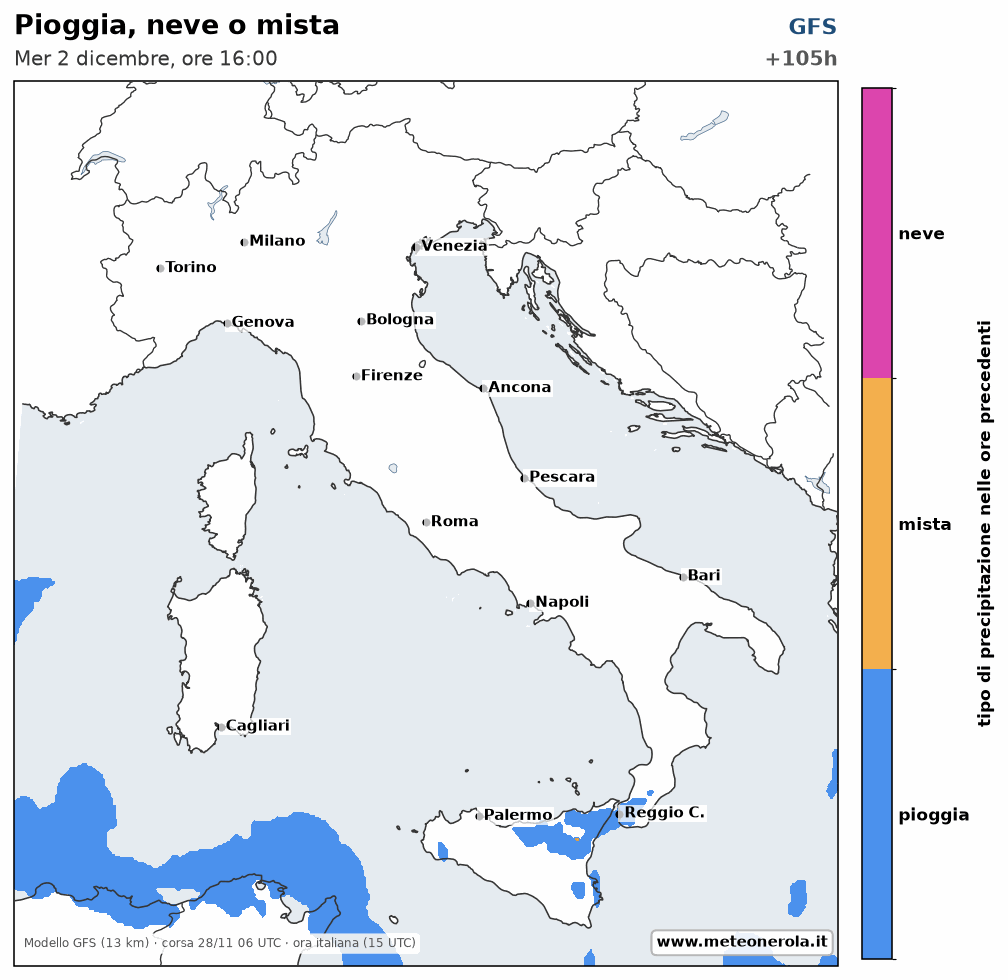 Pioggia, neve o mista
GFS
Mer 2 dicembre, ore 16:00
+105h
neve
mista
pioggia
tipo di precipitazione nelle ore precedenti
Milano
Venezia
Torino
Genova
Bologna
Firenze
Ancona
Pescara
Roma
Bari
Napoli
Cagliari
Palermo
Reggio C.
Modello GFS (13 km) · corsa 28/11 06 UTC · ora italiana (15 UTC)
www.meteonerola.it